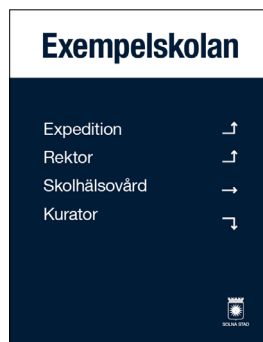 Exempelskolan
Expedition
Rektor
Skolhälsovård
Kurator
SOLNA STAD